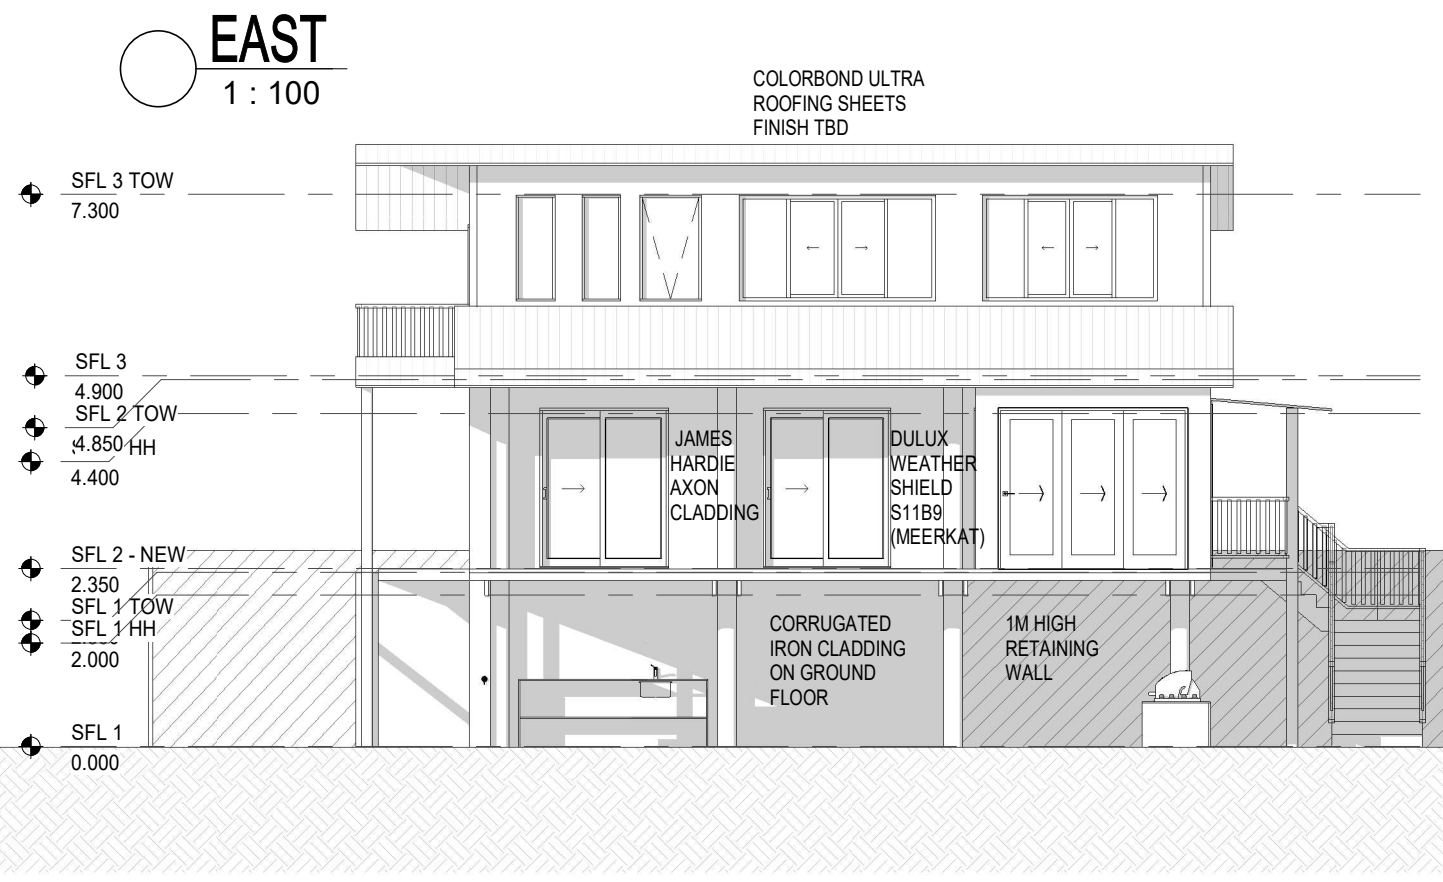 EAST
1 : 100
COLORBOND ULTRA
ROOFING SHEETS
FINISH TBD
SFL 3 TOW
7.300
SFL 3
4.900
SFL 2 TOW
4.850
HH
4.400
JAMES
HARDIE
AXON
CLADDING
DULUX
WEATHER
SHIELD
S11B9
(MEERKAT)
SFL 2 - NEW
2.350
SFL 1 TOW
SFL 1 HH
2.000
CORRUGATED
IRON CLADDING
ON GROUND
FLOOR
1M HIGH
RETAINING
WALL
SFL 1
0.000